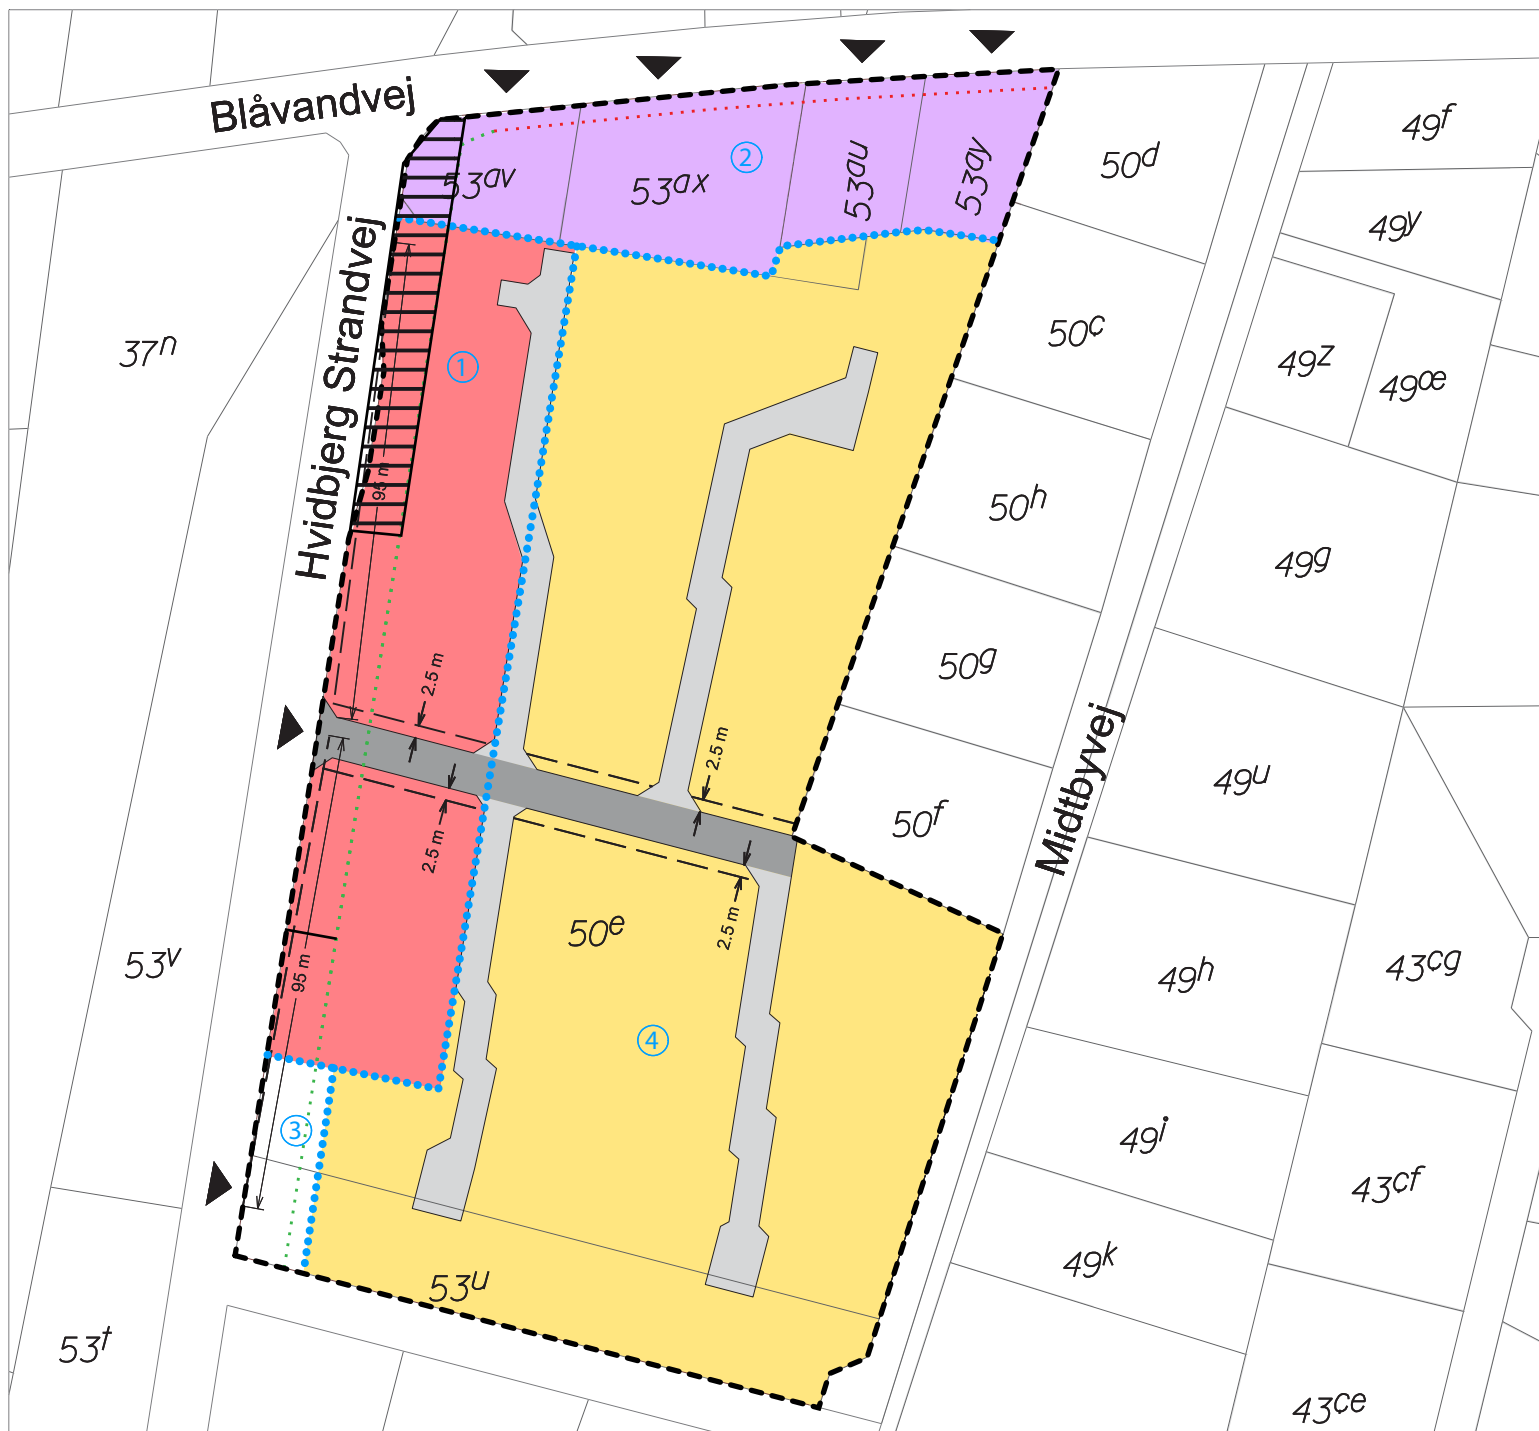 Blåvandvej
Hvidbjerg Strandvej
Midtbyvej
53av
53ax
2
53au
53ay
50d
49f
49y
37n
1
50c
49z
49æ
95 m
50h
49g
50g
2.5 m
2.5 m
50f
49u
2.5 m
2.5 m
50e
53v
95 m
49h
43cg
4
3
49i
43cf
49k
53u
53t
43ce